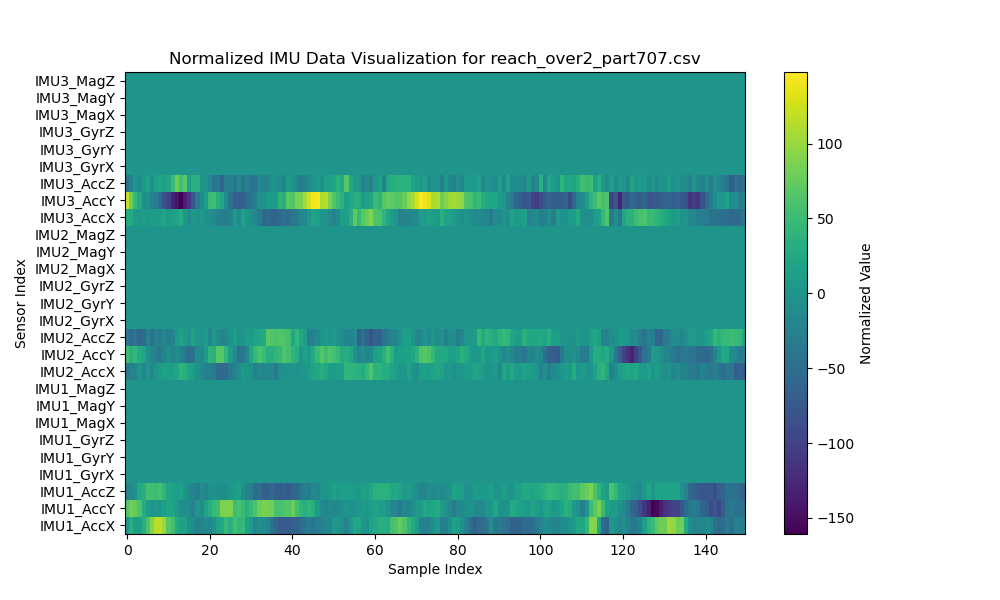 Normalized IMU Data Visualization for reach_over2_part707.csv
Sensor Index
IMU3_MagZ
IMU3_MagY
IMU3_MagX
IMU3_GyrZ
IMU3_GyrY
IMU3_GyrX
IMU3_AccZ
IMU3_AccY
IMU3_AccX
IMU2_MagZ
IMU2_MagY
IMU2_MagX
IMU2_GyrZ
IMU2_GyrY
IMU2_GyrX
IMU2_AccZ
IMU2_AccY
IMU2_AccX
IMU1_MagZ
IMU1_MagY
IMU1_MagX
IMU1_GyrZ
IMU1_GyrY
IMU1_GyrX
IMU1_AccZ
IMU1_AccY
IMU1_AccX
0 20 40 60 80 100 120 140
Sample Index
100
50
0
−50
−100
−150
Normalized Value